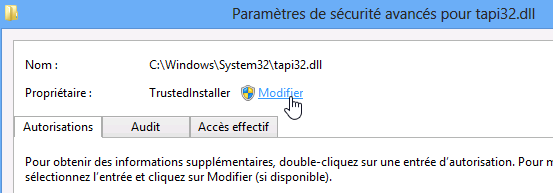 Paramètres de sécurité avancés pour tapi32.dll
Nom : C:\Windows\System32\tapi32.dll
Propriétaire : TrustedInstaller Modifier
Autorisations Audit Accès effectif
Pour obtenir des informations supplémentaires, double-cliquez sur une entrée d'autorisation. Pour m
sélectionnez l'entrée et cliquez sur Modifier (si disponible).